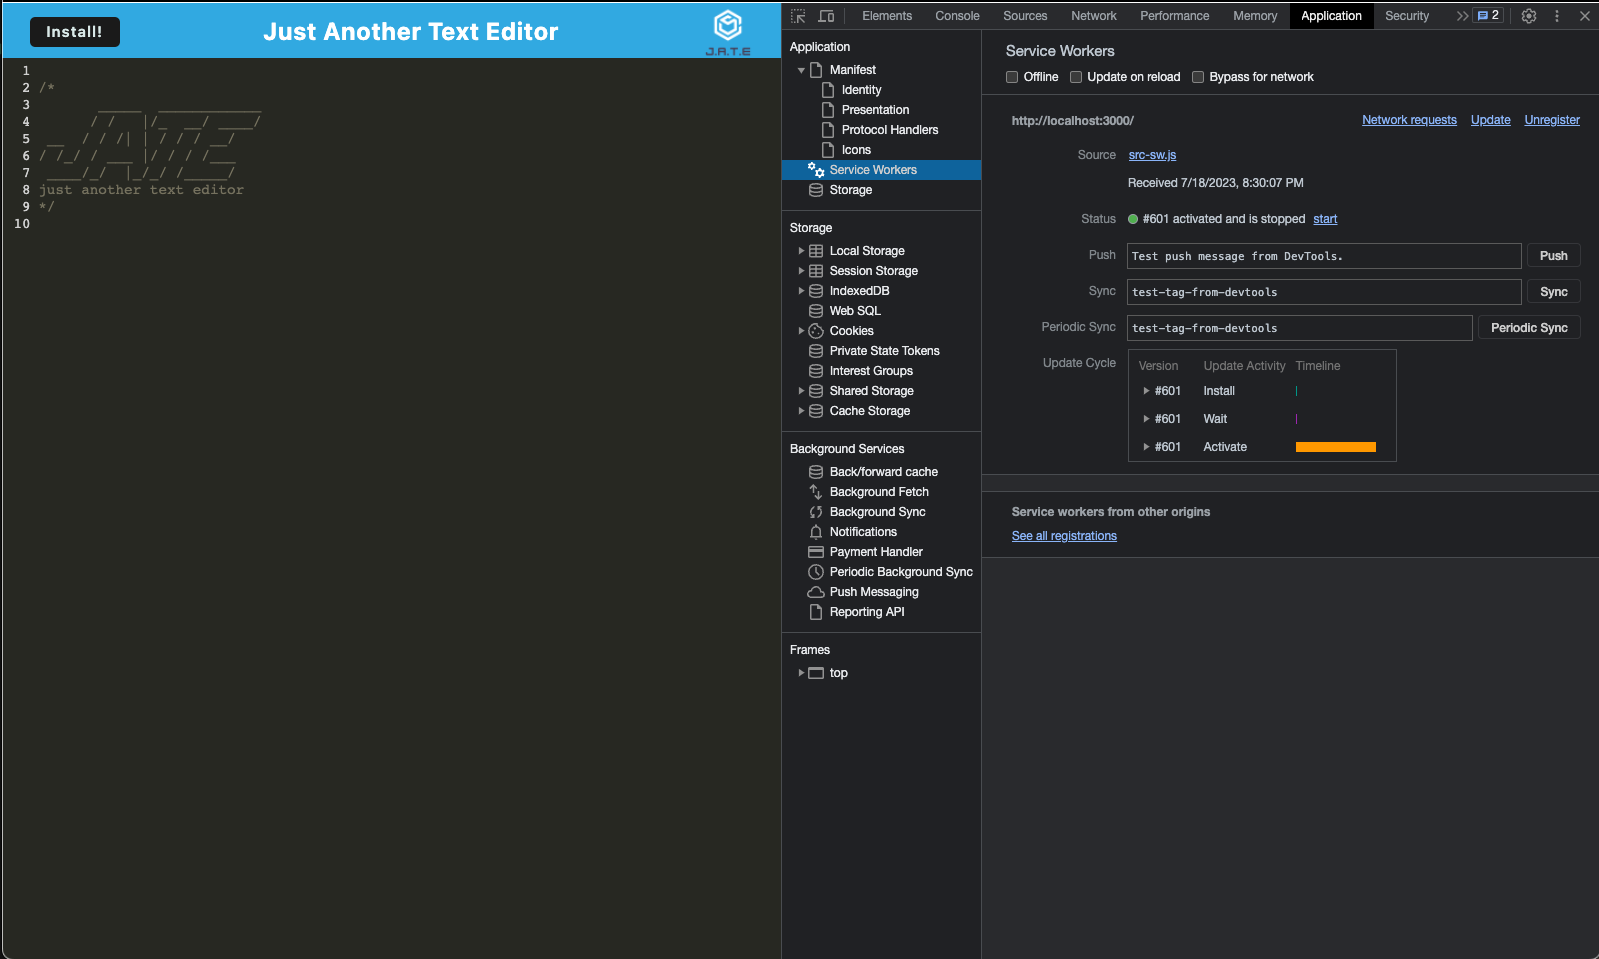 Install!
Just Another Text Editor
J.A.T.E
1
2 /*
3
4
5
6
7
8 just another text editor
9 */
10
Elements Console Sources Network Performance Memory Application Security 2
Application
Manifest
Identity
Presentation
Protocol Handlers
Icons
Service Workers
Storage
Storage
Local Storage
Session Storage
IndexedDB
Web SQL
Cookies
Private State Tokens
Interest Groups
Shared Storage
Cache Storage
Background Services
Back/forward cache
Background Fetch
Background Sync
Notifications
Payment Handler
Periodic Background Sync
Push Messaging
Reporting API
Frames
top
Service Workers
Offline Update on reload Bypass for network
http://localhost:3000/ Network requests Update Unregister
Source src-sw.js
Received 7/18/2023, 8:30:07 PM
Status #601 activated and is stopped start
Push Test push message from DevTools. Push
Sync test-tag-from-devtools Sync
Periodic Sync test-tag-from-devtools Periodic Sync
Update Cycle Version Update Activity Timeline
#601 Install
#601 Wait
#601 Activate
Service workers from other origins
See all registrations